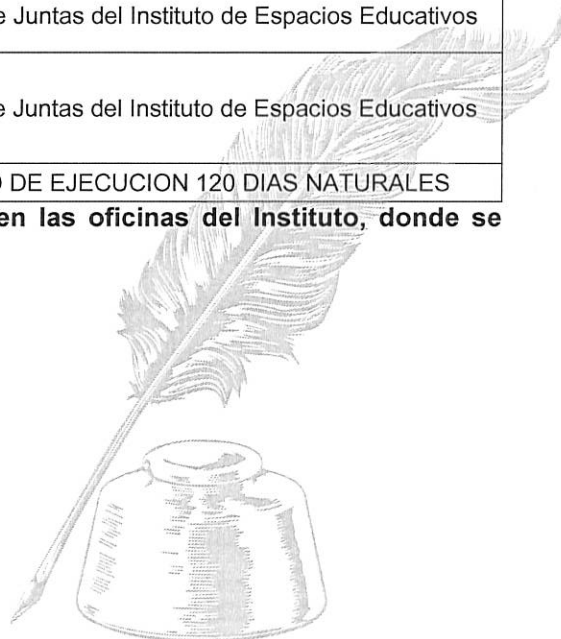 e Juntas del Instituto de Espacios Educativos
e Juntas del Instituto de Espacios Educativos
DE EJECUCION 120 DIAS NATURALES
en las oficinas del Instituto, donde se